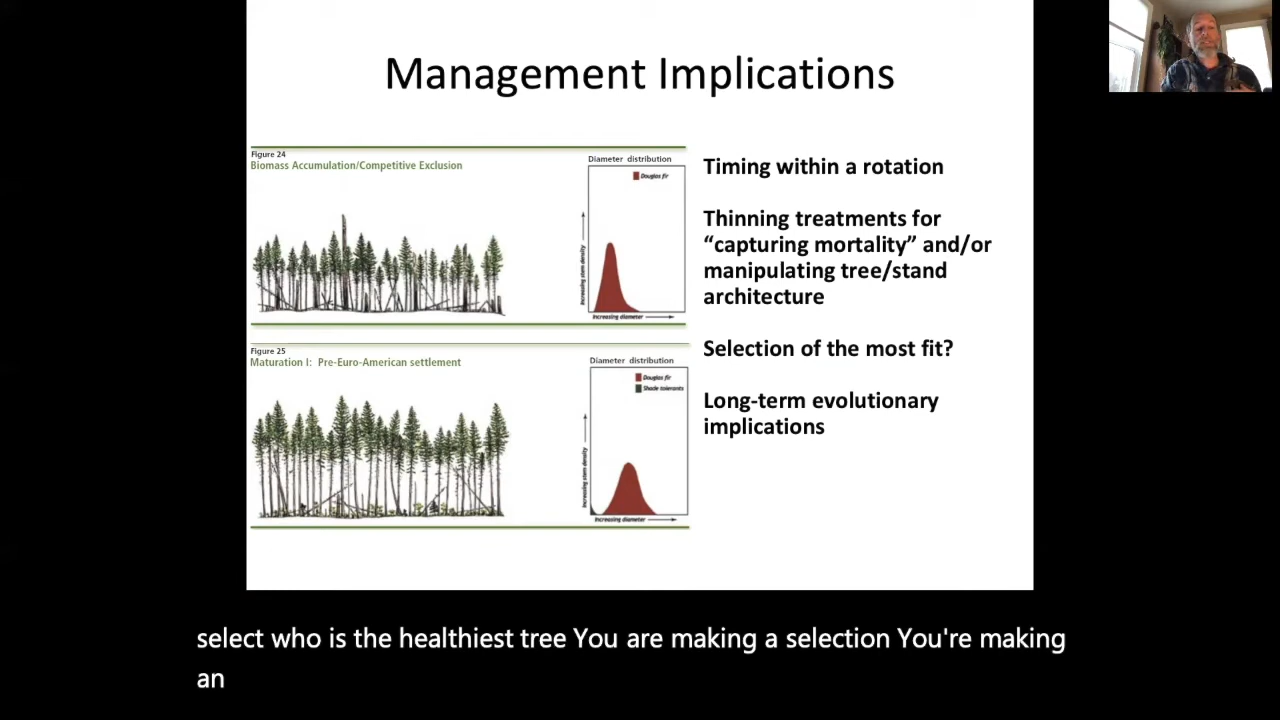 Management Implications
Figure 24
Biomass Accumulation/Competitive Exclusion
Diameter distribution
Douglas fir
Increasing stem density
Increasing diameter
Figure 25
Maturation I: Pre-Euro-American settlement
Diameter distribution
Douglas fir
Shade tolerants
Increasing stem density
Increasing diameter
Timing within a rotation
Thinning treatments for
“capturing mortality” and/or
manipulating tree/stand
architecture
Selection of the most fit?
Long-term evolutionary
implications
select who is the healthiest tree You are making a selection You're making
an